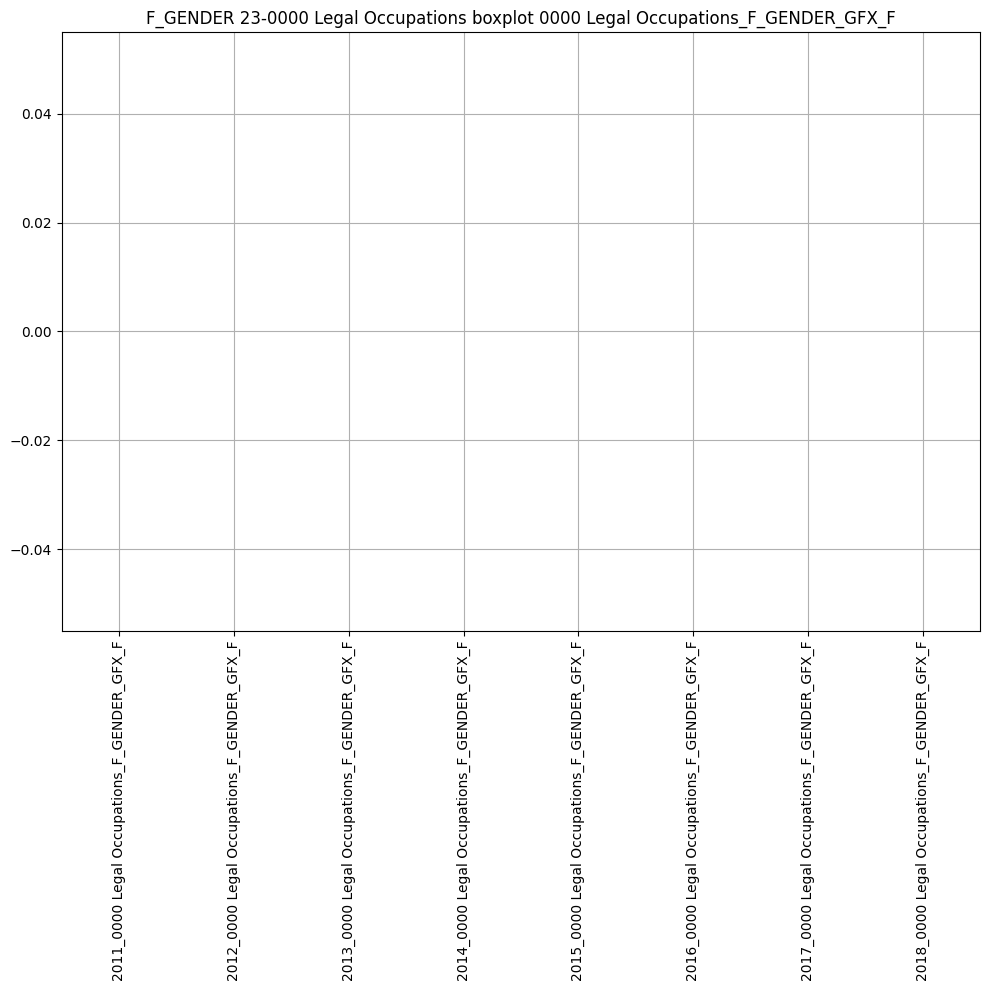 F_GENDER 23-0000 Legal Occupations boxplot 0000 Legal Occupations_F_GENDER_GFX_F
0.04
0.02
0.00
−0.02
−0.04
2011_0000 Legal Occupations_F_GENDER_GFX_F
2012_0000 Legal Occupations_F_GENDER_GFX_F
2013_0000 Legal Occupations_F_GENDER_GFX_F
2014_0000 Legal Occupations_F_GENDER_GFX_F
2015_0000 Legal Occupations_F_GENDER_GFX_F
2016_0000 Legal Occupations_F_GENDER_GFX_F
2017_0000 Legal Occupations_F_GENDER_GFX_F
2018_0000 Legal Occupations_F_GENDER_GFX_F